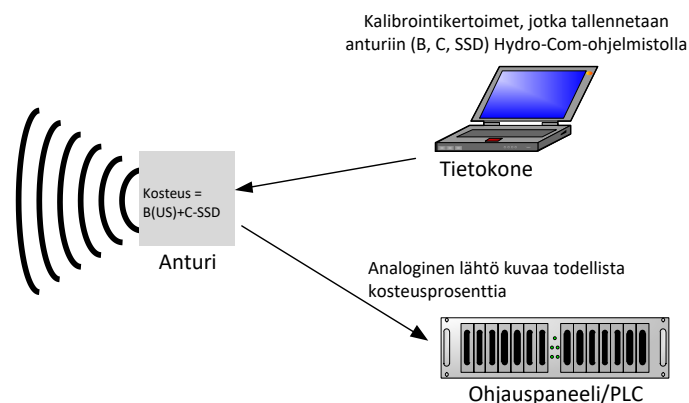 Kalibrointikertoimet, jotka tallennetaan
anturiin (B, C, SSD) Hydro-Com-ohjelmistolla
Tietokone
Kosteus =
B(US)+C-SSD
Anturi
Analoginen lähtö kuvaa todellista
kosteusprosenttia
Ohjauspaneeli/PLC